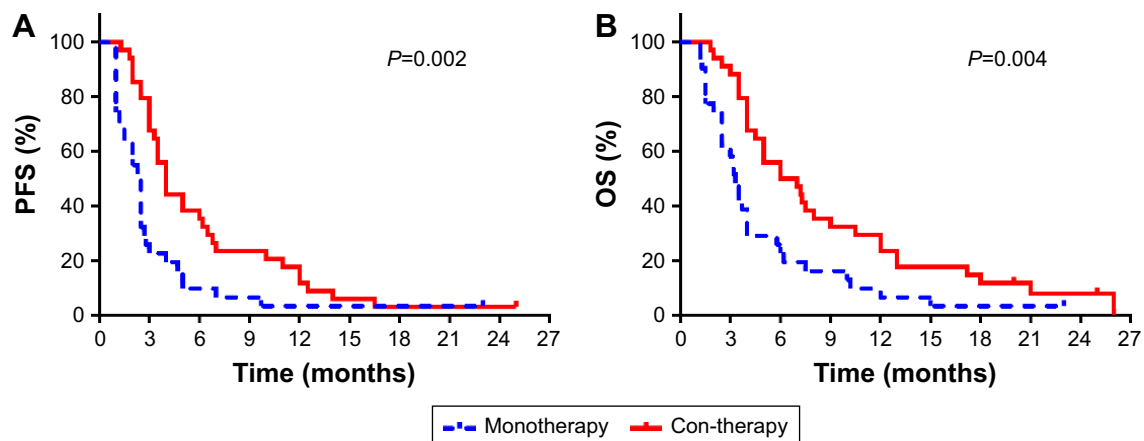 A
P=0.002
PFS (%)
100
80
60
40
20
0
0 3 6 9 12 15 18 21 24 27
Time (months)
B
P=0.004
OS (%)
100
80
60
40
20
0
0 3 6 9 12 15 18 21 24 27
Time (months)
Monotherapy Con-therapy